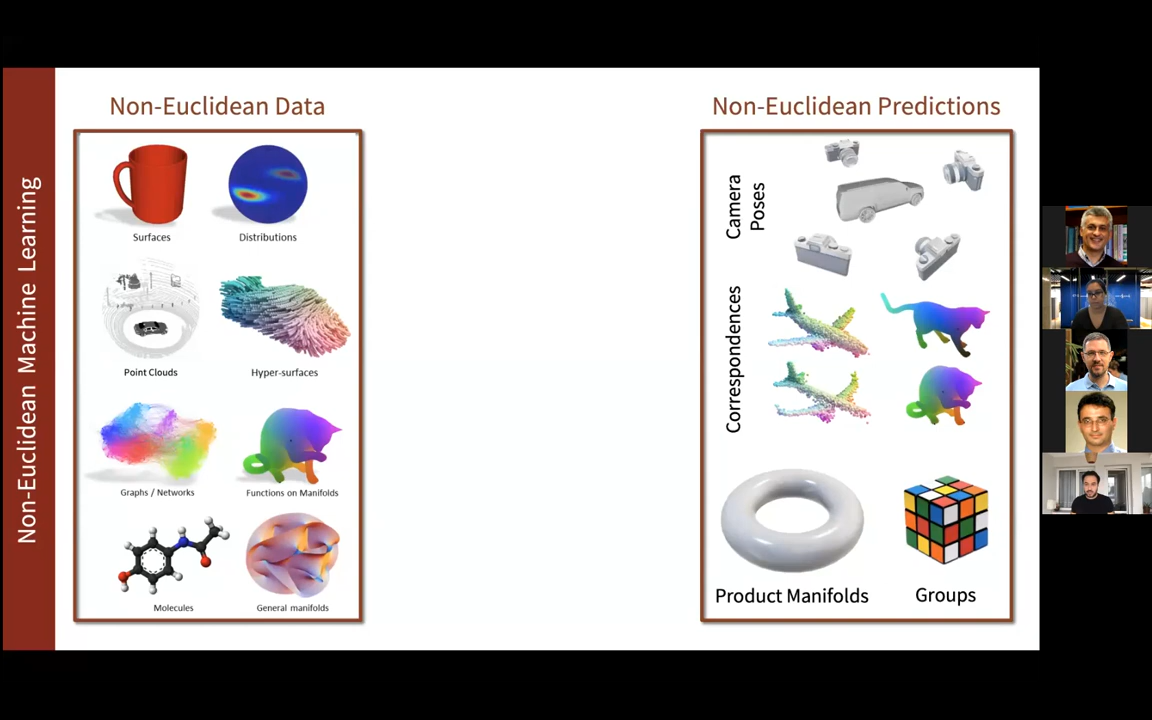 Non-Euclidean Machine Learning
Non-Euclidean Data
Surfaces
Distributions
Point Clouds
Hyper-surfaces
Graphs / Networks
Functions on Manifolds
Molecules
General manifolds
Non-Euclidean Predictions
Camera
Poses
Correspondences
Product Manifolds
Groups